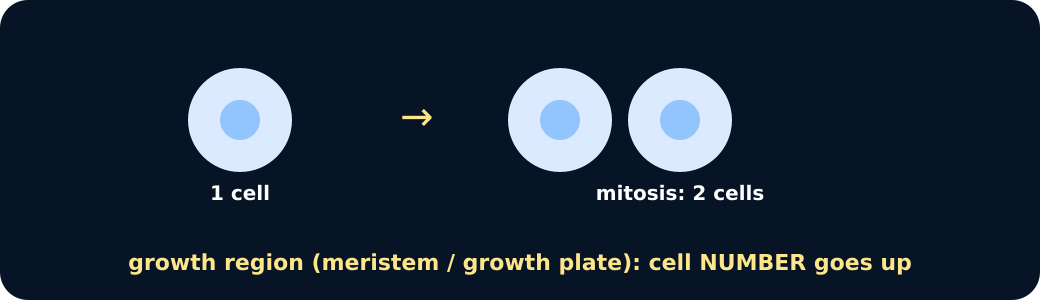 →
1 cell
mitosis: 2 cells
growth region (meristem / growth plate): cell NUMBER goes up